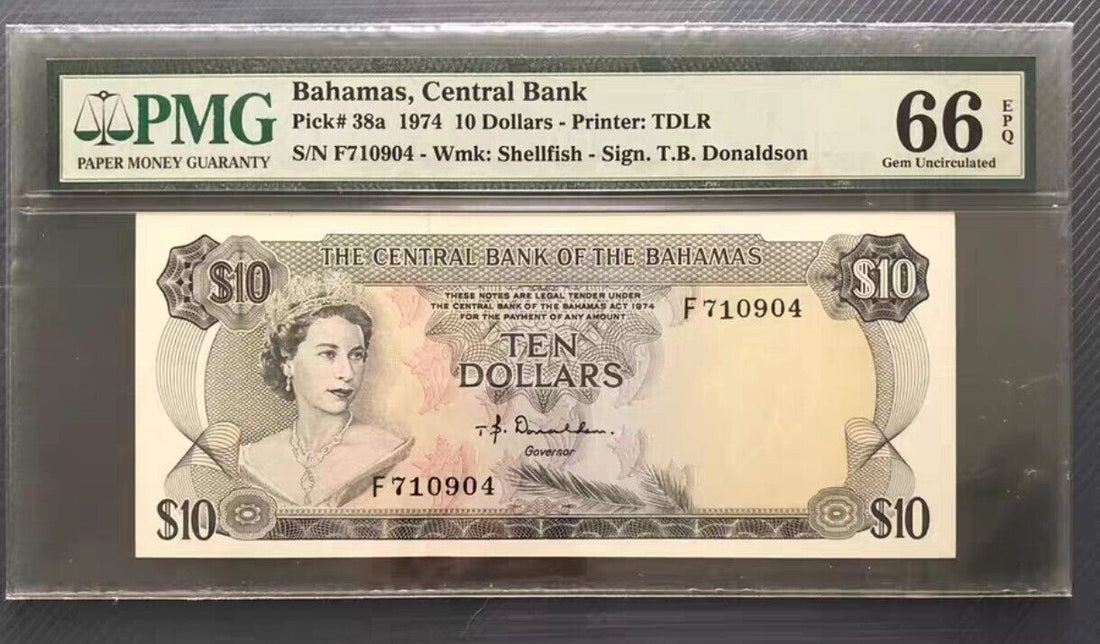 PMG
PAPER MONEY GUARANTY
Bahamas, Central Bank
Pick# 38a 1974 10 Dollars - Printer: TDLR
S/N F710904 - Wmk: Shellfish - Sign. T.B. Donaldson
66
EPQ
Gem Uncirculated
THE CENTRAL BANK OF THE BAHAMAS
$10
$10
THESE NOTES ARE LEGAL TENDER UNDER
THE CENTRAL BANK OF THE BAHAMAS ACT 1974
FOR THE PAYMENT OF ANY AMOUNT
F710904
TEN
DOLLARS
T.B. Donaldson.
Governor
F710904
$10
$10